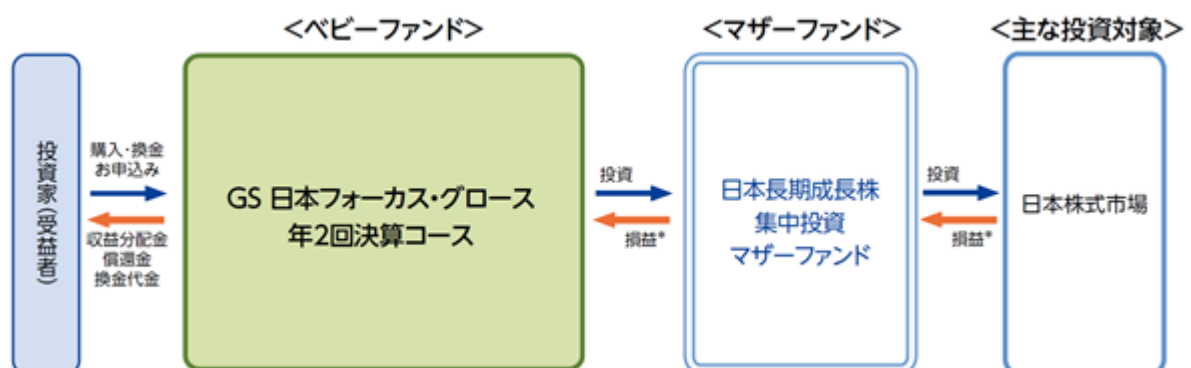 <ベビーファンド>
<マザーファンド>
<主な投資対象>
投資家(受益者)
購入・換金
お申込み
収益分配金
償還金
換金代金
GS 日本フォーカス・グロース
年2回決算コース
投資
損益*
日本長期成長株
集中投資
マザーファンド
投資
損益*
日本株式市場